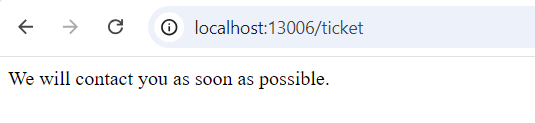 localhost:13006/ticket
We will contact you as soon as possible.